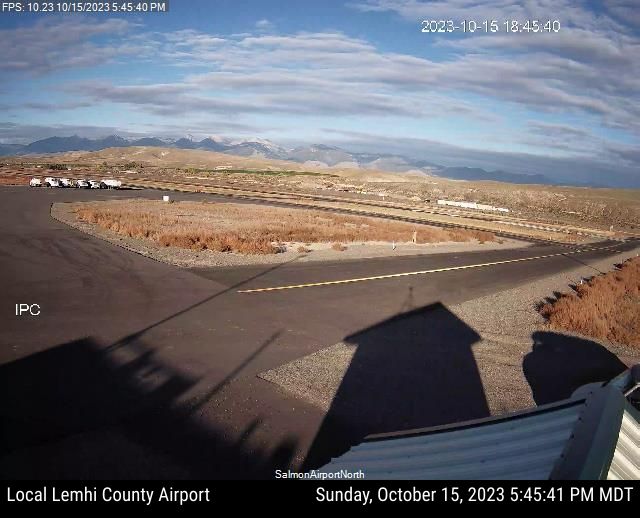 FPS: 10.23 10/15/2023 5:45:40 PM
2023-10-15 18:45:40
IPC
SalmonAirportNorth
Local Lemhi County Airport
Sunday, October 15, 2023 5:45:41 PM MDT